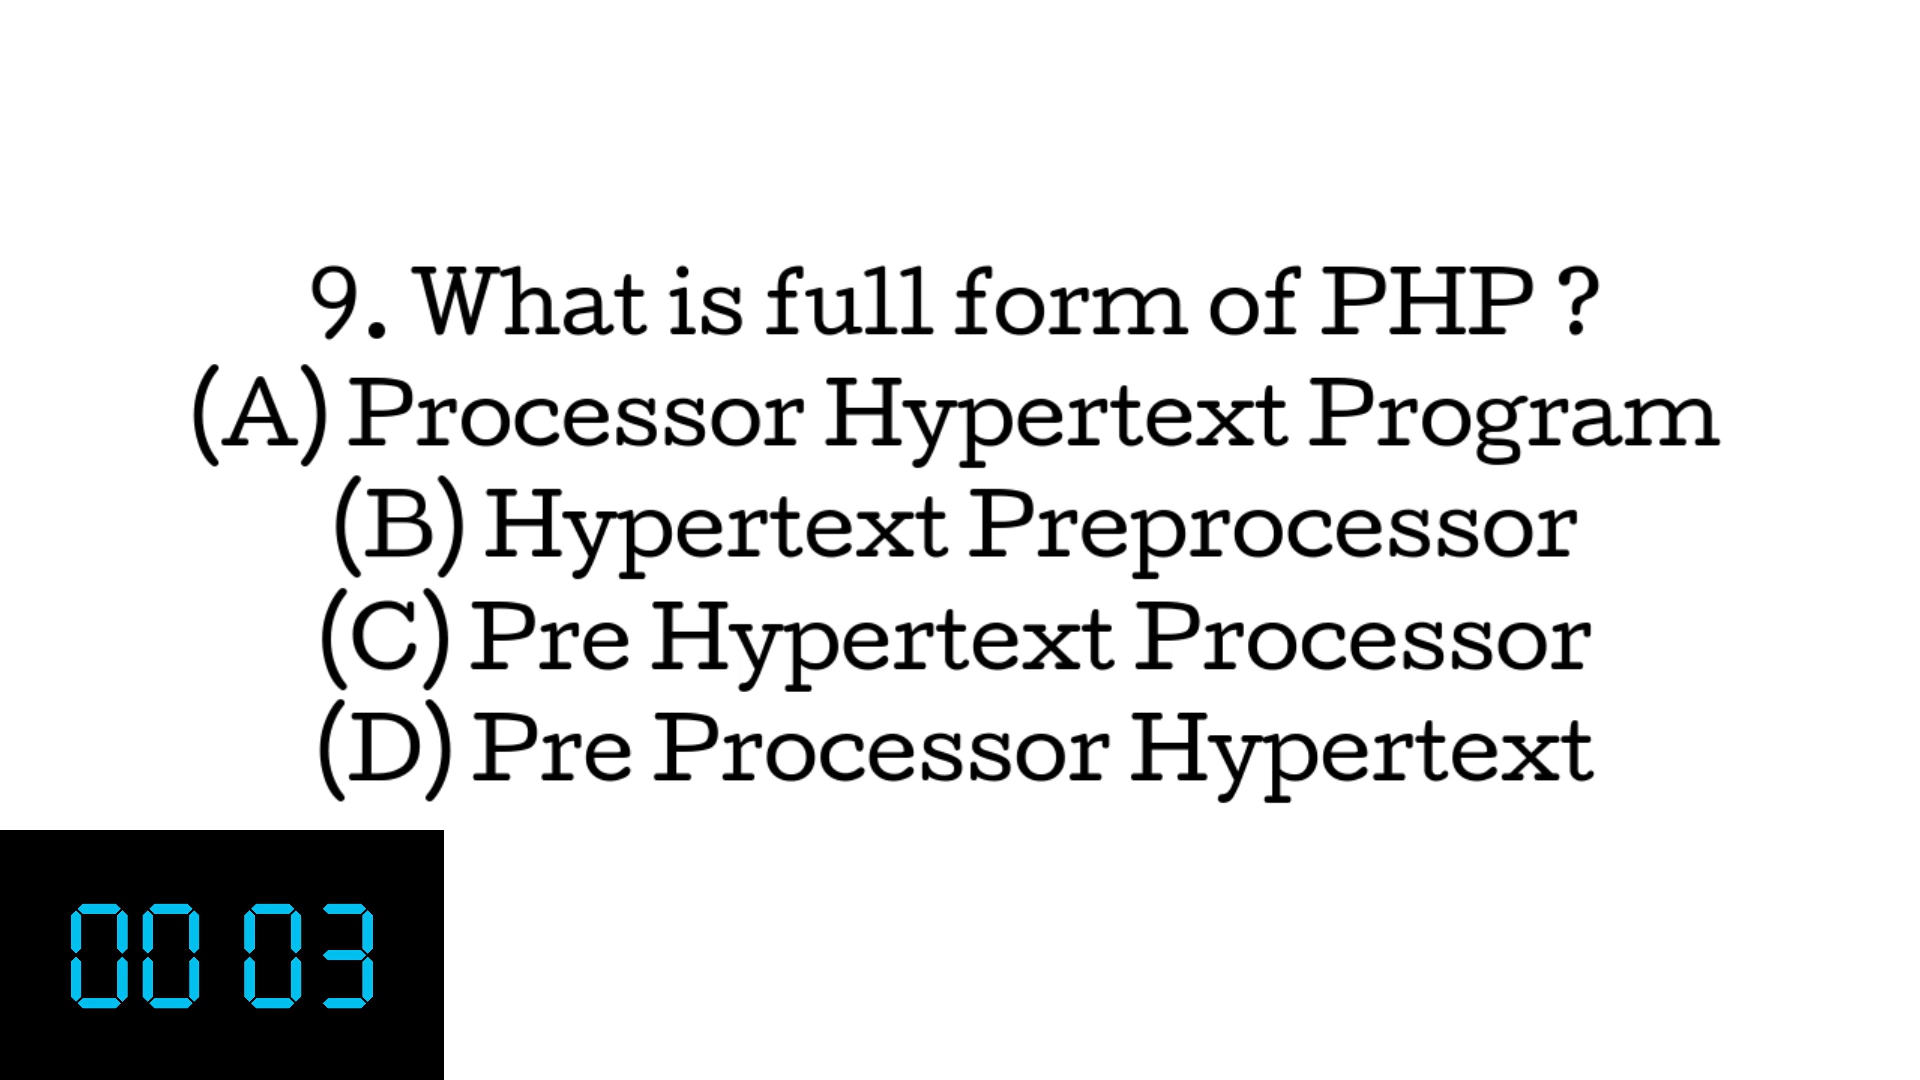 9. What is full form of PHP ?
(A) Processor Hypertext Program
(B) Hypertext Preprocessor
(C) Pre Hypertext Processor
(D) Pre Processor Hypertext
00 03